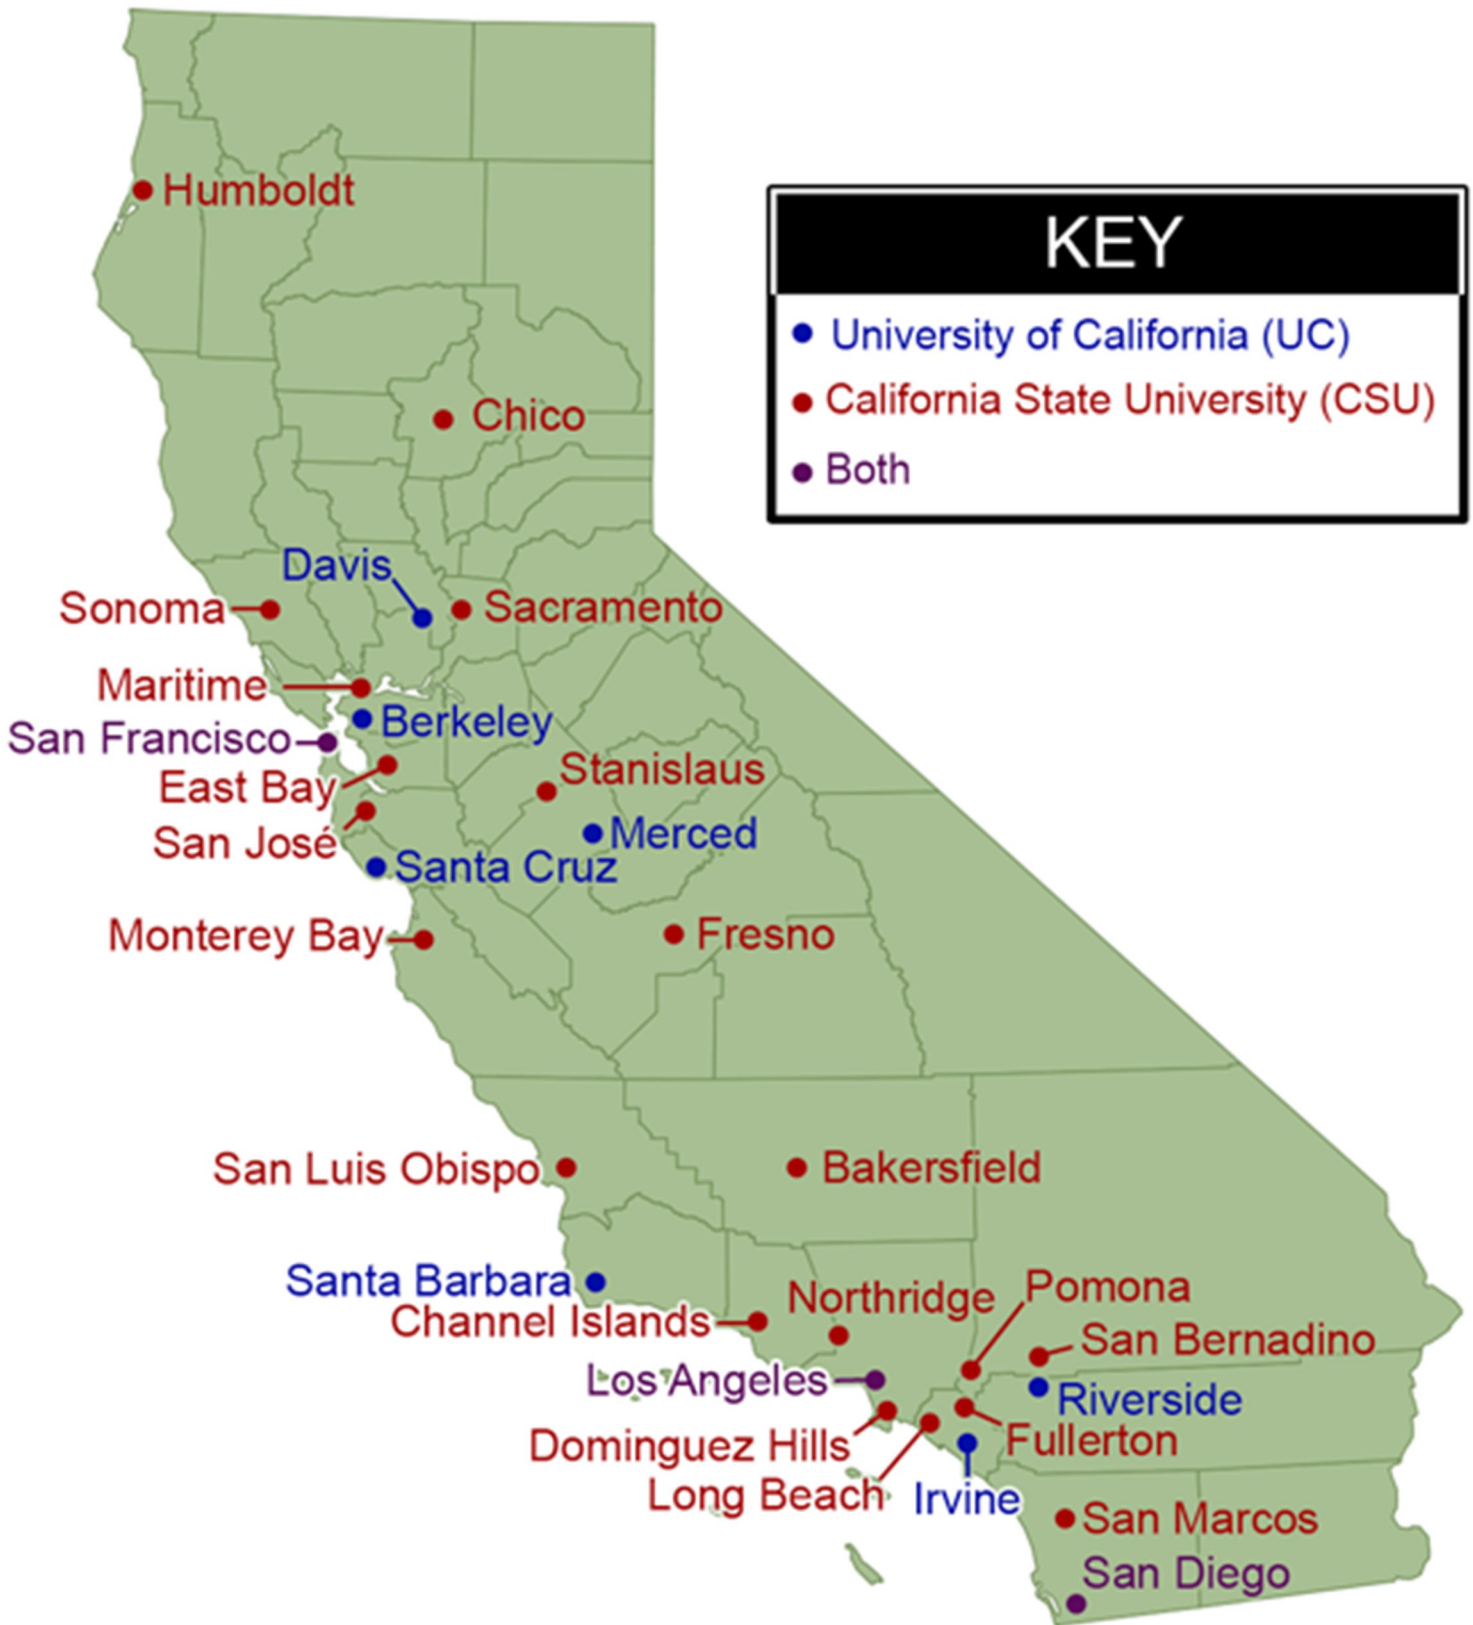 Humboldt
KEY
University of California (UC)
California State University (CSU)
Both
Chico
Davis
Sonoma
Sacramento
Maritime
Berkeley
San Francisco
Stanislaus
East Bay
Merced
San José
Santa Cruz
Monterey Bay
Fresno
San Luis Obispo
Bakersfield
Santa Barbara
Northridge
Pomona
Channel Islands
San Bernadino
Los Angeles
Riverside
Dominguez Hills
Fullerton
Long Beach
Irvine
San Marcos
San Diego